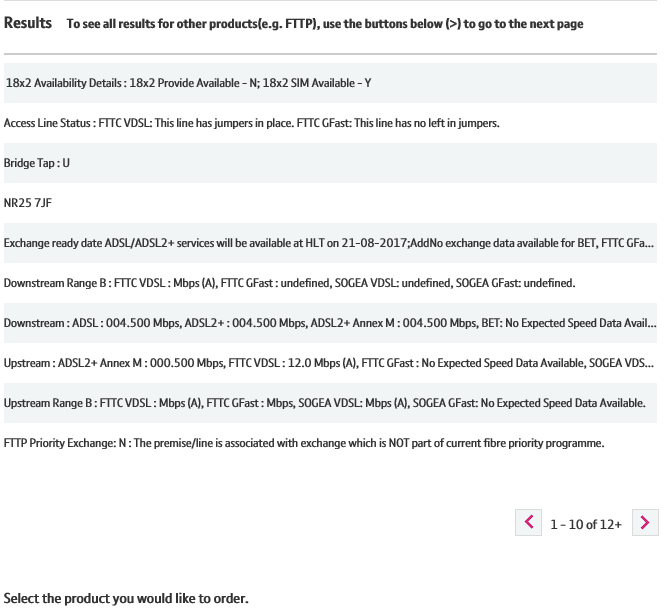 Results To see all results for other products(e.g. FTTP), use the buttons below (>) to go to the next page
18x2 Availability Details : 18x2 Provide Available - N; 18x2 SIM Available - Y
Access Line Status : FTTC VDSL: This line has jumpers in place. FTTC GFast: This line has no left in jumpers.
Bridge Tap : U
NR25 7JF
Exchange ready date ADSL/ADSL2+ services will be available at HLT on 21-08-2017;AddNo exchange data available for BET, FTTC GFa...
Downstream Range B : FTTC VDSL : Mbps (A), FTTC GFast : undefined, SOGEA VDSL: undefined, SOGEA GFast: undefined.
Downstream : ADSL : 004.500 Mbps, ADSL2+ : 004.500 Mbps, ADSL2+ Annex M : 004.500 Mbps, BET: No Expected Speed Data Avail...
Upstream : ADSL2+ Annex M : 000.500 Mbps, FTTC VDSL : 12.0 Mbps (A), FTTC GFast : No Expected Speed Data Available, SOGEA VDS...
Upstream Range B : FTTC VDSL : Mbps (A), FTTC GFast : Mbps, SOGEA VDSL: Mbps (A), SOGEA GFast: No Expected Speed Data Available.
FTTP Priority Exchange: N : The premise/line is associated with exchange which is NOT part of current fibre priority programme.
1 - 10 of 12+
Select the product you would like to order.